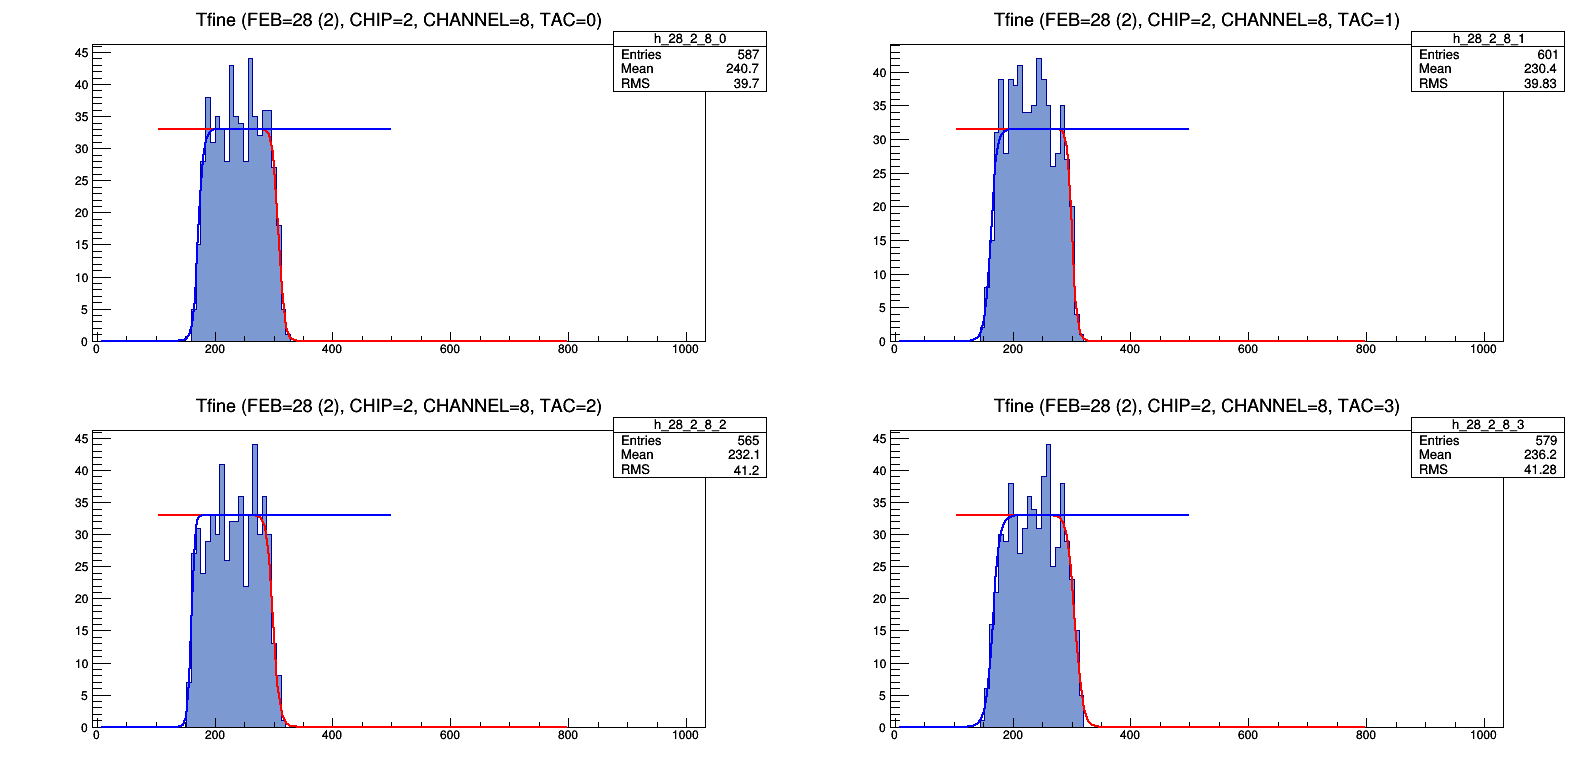 Tfine (FEB=28 (2), CHIP=2, CHANNEL=8, TAC=0)
h_28_2_8_0
Entries 587
Mean 240.7
RMS 39.7
45
40
35
30
25
20
15
10
5
0
0 200 400 600 800 1000
Tfine (FEB=28 (2), CHIP=2, CHANNEL=8, TAC=1)
h_28_2_8_1
Entries 601
Mean 230.4
RMS 39.83
40
35
30
25
20
15
10
5
0
0 200 400 600 800 1000
Tfine (FEB=28 (2), CHIP=2, CHANNEL=8, TAC=2)
h_28_2_8_2
Entries 565
Mean 232.1
RMS 41.2
45
40
35
30
25
20
15
10
5
0
0 200 400 600 800 1000
Tfine (FEB=28 (2), CHIP=2, CHANNEL=8, TAC=3)
h_28_2_8_3
Entries 579
Mean 236.2
RMS 41.28
45
40
35
30
25
20
15
10
5
0
0 200 400 600 800 1000